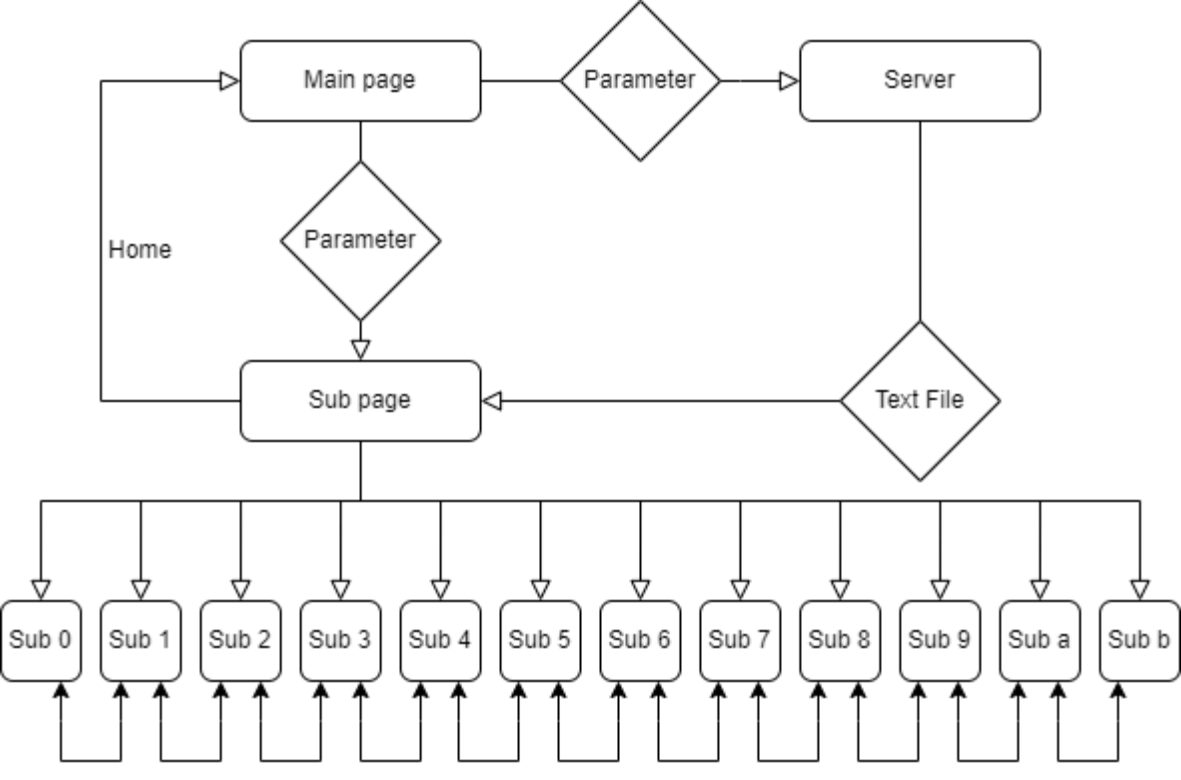 Main page
Parameter
Server
Parameter
Home
Sub page
Text File
Sub 0
Sub 1
Sub 2
Sub 3
Sub 4
Sub 5
Sub 6
Sub 7
Sub 8
Sub 9
Sub a
Sub b